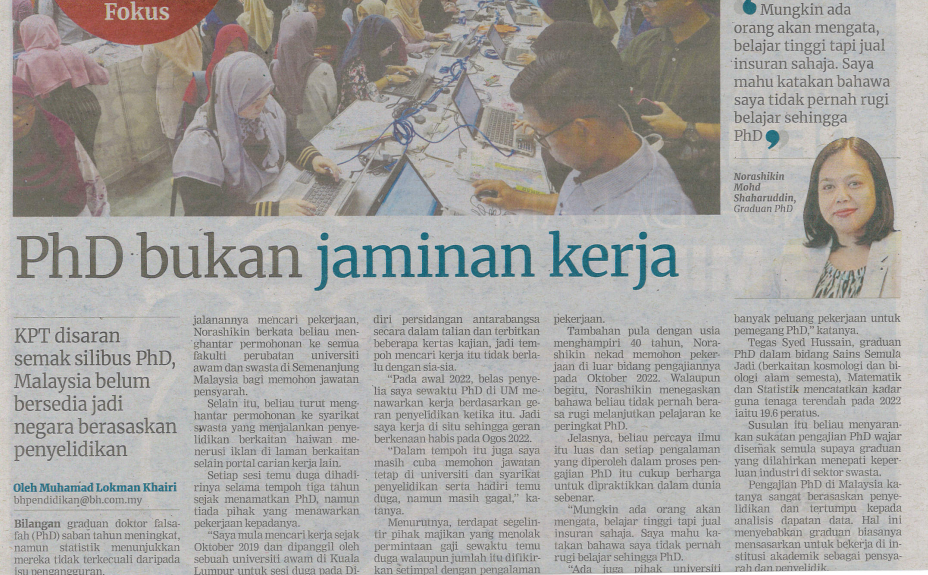 Fokus
Mungkin ada
orang akan mengata,
belajar tinggi tapi jual
insuran sahaja. Saya
mahu katakan bahawa
saya tidak pernah rugi
belajar sehingga
PhD
Norashikin
Mohd
Shaharuddin,
Graduan PhD
PhD bukan jaminan kerja
KPT disaran
semak silibus PhD,
Malaysia belum
bersedia jadi
negara berasaskan
penyelidikan
Oleh Muhamad Lokman Khairi
bhpendidikan@bh.com.my
Bilangan graduan doktor falsa-
fah (PhD) saban tahun meningkat,
namun statistik menunjukkan
mereka tidak terkecuali daripada
isu pengangguran.
jalanannya mencari pekerjaan,
Norashikin berkata beliau men-
ghantar permohonan ke semua
fakulti perubatan universiti
awam dan swasta di Semenanjung
Malaysia bagi memohon jawatan
pensyarah.
Selain itu, beliau turut meng-
hantar permohonan ke syarikat
swasta yang menjalankan penye-
lidikan berkaitan haiwan me-
nerusi iklan di laman berkaitan
selain portal carian kerja lain.
Setiap sesi temu duga dihadi-
rinya selama tempoh tiga tahun
sejak menamatkan PhD, namun
tiada pihak yang menawarkan
pekerjaan kepadanya.
"Saya mula mencari kerja sejak
Oktober 2019 dan dipanggil oleh
sebuah universiti awam di Kuala
Lumpur untuk sesi duga pada Di-
diri persidangan antarabangsa
secara dalam talian dan terbitkan
beberapa kertas kajian, jadi tem-
poh mencari kerja itu tidak berla-
lu dengan sia-sia.
"Pada awal 2022, belas penye-
lia saya sewaktu PhD di UM me-
nawarkan kerja berdasarkan ge-
ran penyelidikan ketika itu. Jadi
saya kerja di situ sehingga geran
berkenaan habis pada Ogos 2022.
"Dalam tempoh itu juga saya
masih cuba memohon jawatan
tetap di universiti dan syarikat
penyelidikan serta hadiri temu
duga, namun masih gagal," ka-
tanya.
Menurutnya, terdapat segelin-
tir pihak majikan yang menolak
permintaan gaji sewaktu temu
duga walaupun jumlah itu difikir-
kan setimpal dengan pengalaman
pekerjaan.
Tambahan pula dengan usia
menghampiri 40 tahun, Nora-
shikin nekad memohon peker-
jaan di luar bidang pengajiannya
pada Oktober 2022. Walaupun
begitu, Norashikin menegaskan
bahawa beliau tidak pernah bera-
sa rugi melanjutkan pelajaran ke
peringkat PhD.
Jelasnya, beliau percaya ilmu
itu luas dan setiap pengalaman
yang diperoleh dalam proses pen-
gajian PhD itu cukup berharga
untuk dipraktikkan dalam dunia
sebenar.
"Mungkin ada orang akan
mengata, belajar tinggi tapi jual
insuran sahaja. Saya mahu ka-
takan bahawa saya tidak pernah
rugi belajar sehingga PhD.
"Ada juga pihak universiti
banyak peluang pekerjaan untuk
pemegang PhD," katanya.
Tegas Syed Hussain, graduan
PhD dalam bidang Sains Semula
Jadi (berkaitan kosmologi dan bi-
ologi alam semesta), Matematik
dan Statistik mencatatkan kadar
guna tenaga terendah pada 2022
iaitu 19.6 peratus.
Susulan itu beliau menyaran-
kan sukatan pengajian PhD wajar
disemak semula supaya graduan
yang dilahirkan menepati keper-
luan industri di sektor swasta.
Pengajian PhD di Malaysia ka-
tanya sangat berasaskan penye-
lidikan dan tertumpu kepada
analisis dapatan data. Hal ini
menyebabkan graduan biasanya
mensasarkan untuk bekerja di in-
stitusi akademik sebagai pensya-
rah dan penyelidik.